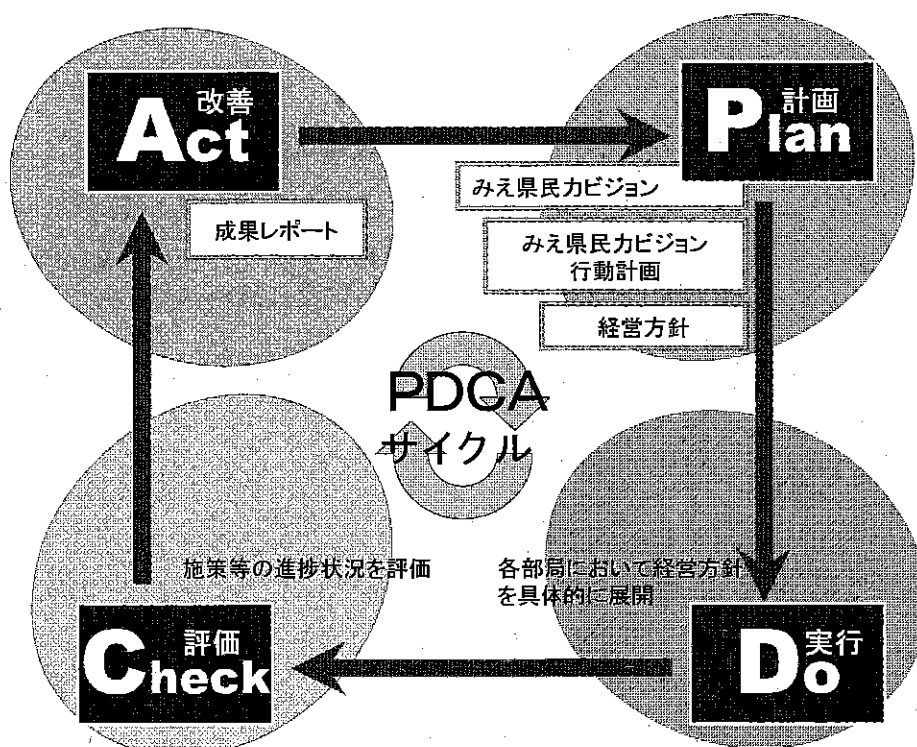 改善
Act
計画
Plan
成果レポート
みえ県民力ビジョン
みえ県民力ビジョン
行動計画
経営方針
PDCA
サイクル
施策等の進捗状況を評価
各部局において経営方針
を具体的に展開
評価
Check
実行
Do